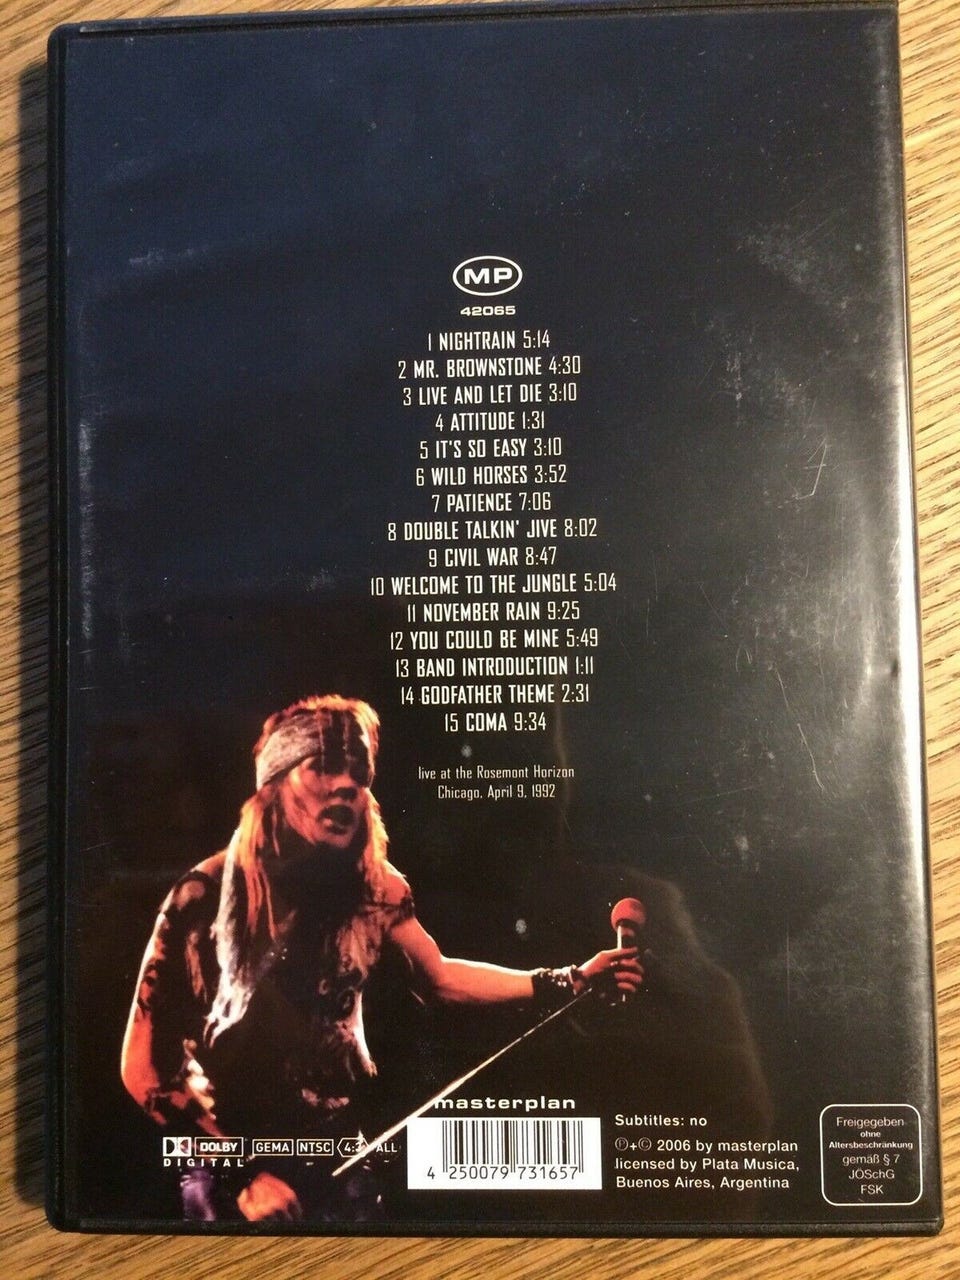 MP
42065
1 NIGHTRAIN 5:14
2 MR. BROWNSTONE 4:30
3 LIVE AND LET DIE 3:10
4 ATTITUDE 1:31
5 IT'S SO EASY 3:10
6 WILD HORSES 3:52
7 PATIENCE 7:06
8 DOUBLE TALKIN' JIVE 8:02
9 CIVIL WAR 8:47
10 WELCOME TO THE JUNGLE 5:04
11 NOVEMBER RAIN 9:25
12 YOU COULD BE MINE 5:49
13 BAND INTRODUCTION 1:11
14 GODFATHER THEME 2:31
15 COMA 9:34
live at the Rosemont Horizon
Chicago, April 9, 1992
masterplan
DOLBY
DIGITAL
GEMA
NTSC
4:3
ALL
4 250079 731657
Subtitles: no
℗+© 2006 by masterplan
licensed by Plata Musica,
Buenos Aires, Argentina
Freigegeben
ohne
Altersbeschränkung
gemäß § 7
JÖSchG
FSK